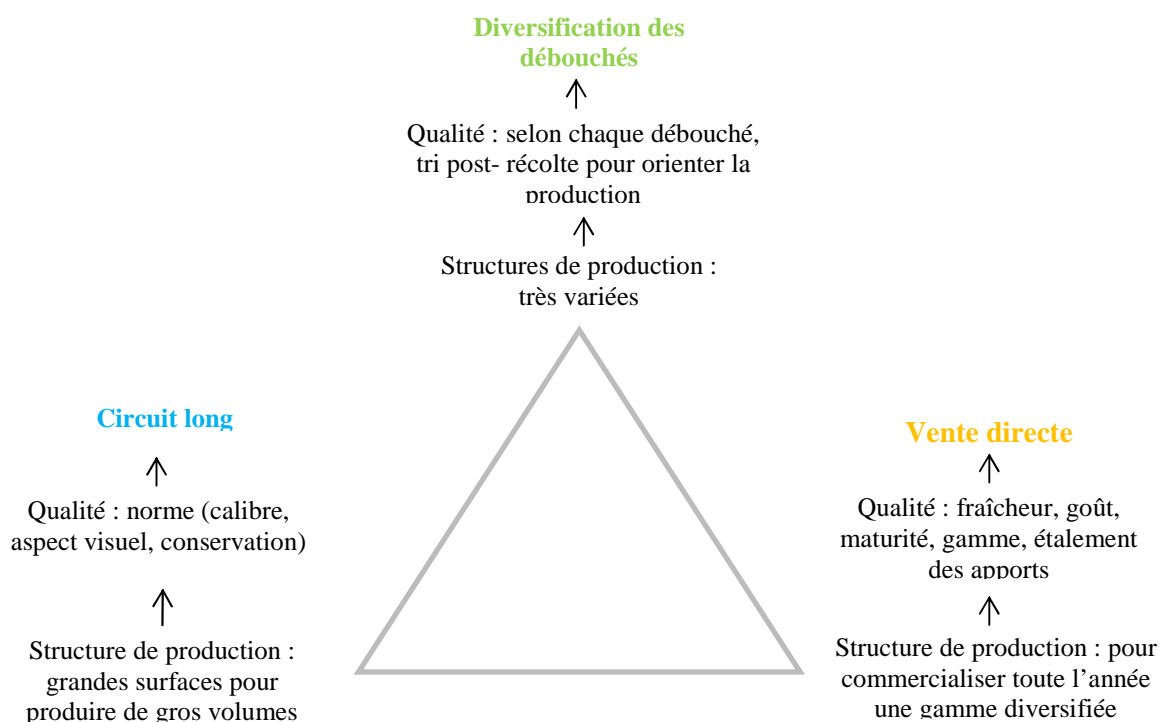 Diversification des
débouchés
Qualité : selon chaque débouché,
tri post- récolte pour orienter la
production
Structures de production :
très variées
Circuit long
Qualité : norme (calibre,
aspect visuel, conservation)
Structure de production :
grandes surfaces pour
produire de gros volumes
Vente directe
Qualité : fraîcheur, goût,
maturité, gamme, étalement
des apports
Structure de production : pour
commercialiser toute l’année
une gamme diversifiée